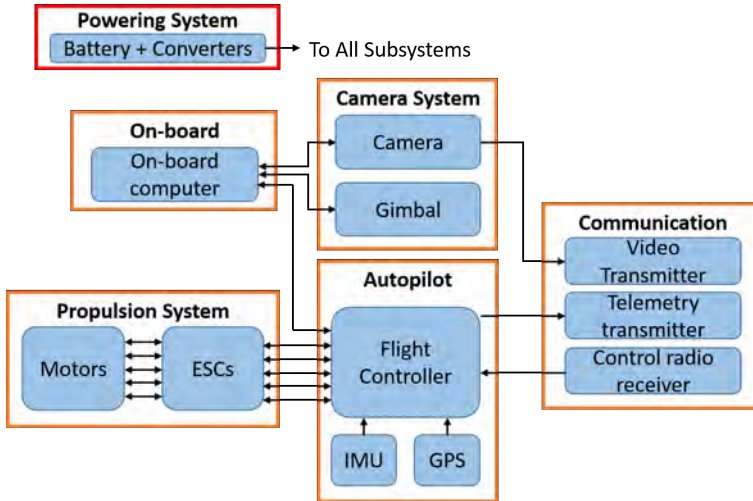 Powering System
Battery + Converters
To All Subsystems
Camera System
Camera
Gimbal
On-board
On-board
computer
Communication
Video
Transmitter
Telemetry
transmitter
Control radio
receiver
Autopilot
Flight
Controller
IMU
GPS
Propulsion System
Motors
ESCs